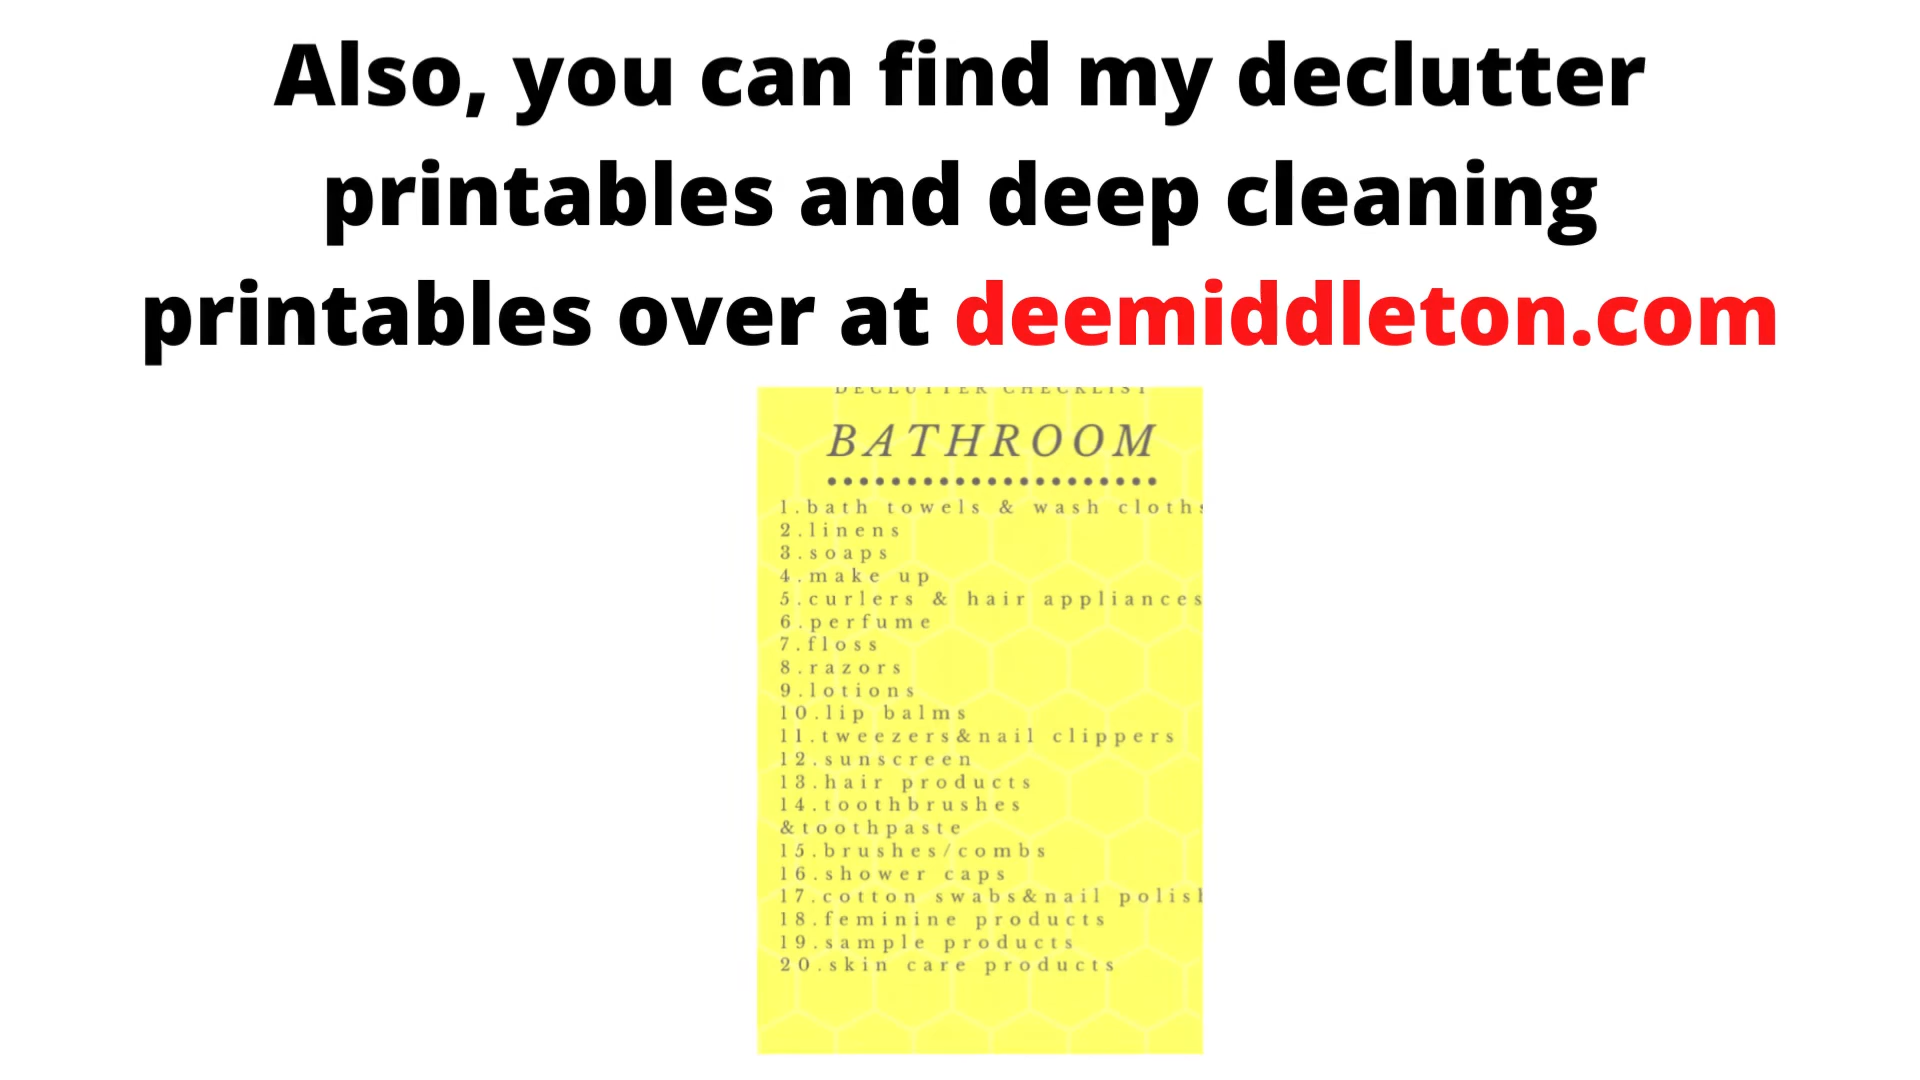 Also, you can find my declutter
printables and deep cleaning
printables over at deemiddleton.com
DECLUTTER CHECKLIST
BATHROOM
1.bath towels & wash cloths
2.linens
3.soaps
4.make up
5.curlers & hair appliances
6.perfume
7.floss
8.razors
9.lotions
10.lip balms
11.tweezers&nail clippers
12.sunscreen
13.hair products
14.toothbrushes
&toothpaste
15.brushes/combs
16.shower caps
17.cotton swabs&nail polish
18.feminine products
19.sample products
20.skin care products